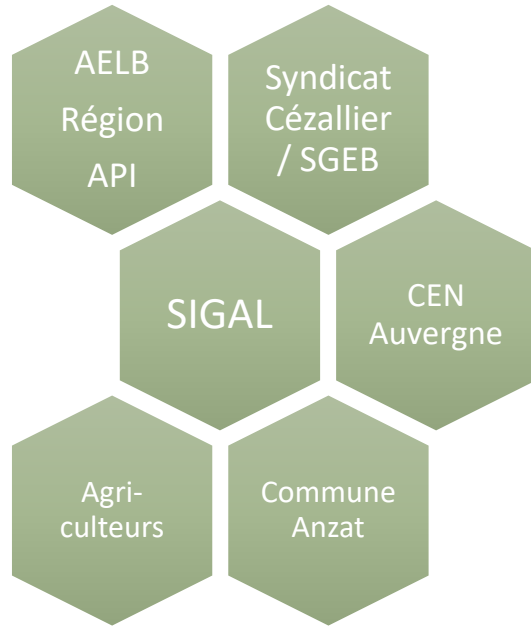 AELB
Région
API
Syndicat
Cézallier
/ SGEB
SIGAL
CEN
Auvergne
Agri-
culteurs
Commune
Anzat